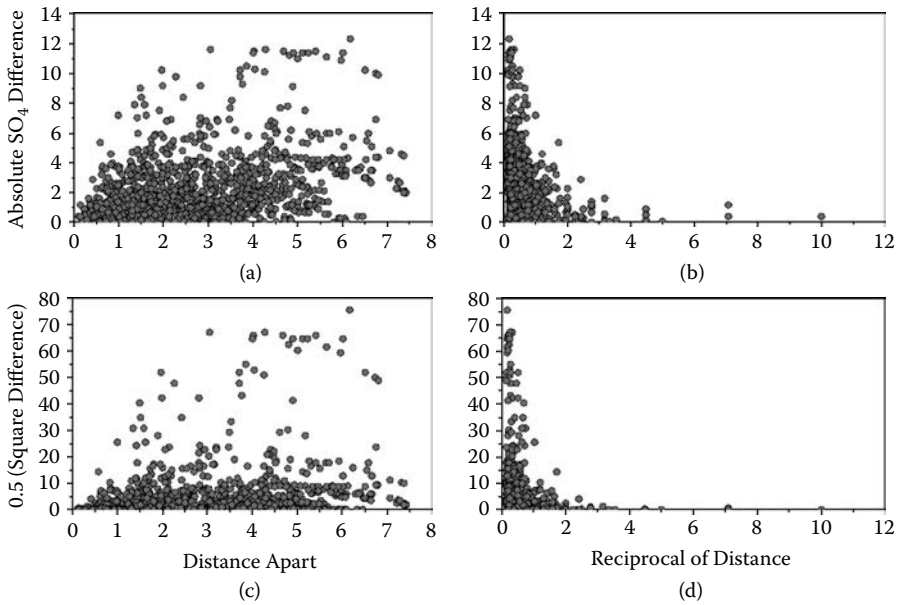 Absolute SO4 Difference
14
12
10
8
6
4
2
0
0 1 2 3 4 5 6 7 8
(a)
14
12
10
8
6
4
2
0
0 2 4 6 8 10 12
(b)
0.5 (Square Difference)
80
70
60
50
40
30
20
10
0
0 1 2 3 4 5 6 7 8
Distance Apart
(c)
80
70
60
50
40
30
20
10
0
0 2 4 6 8 10 12
Reciprocal of Distance
(d)